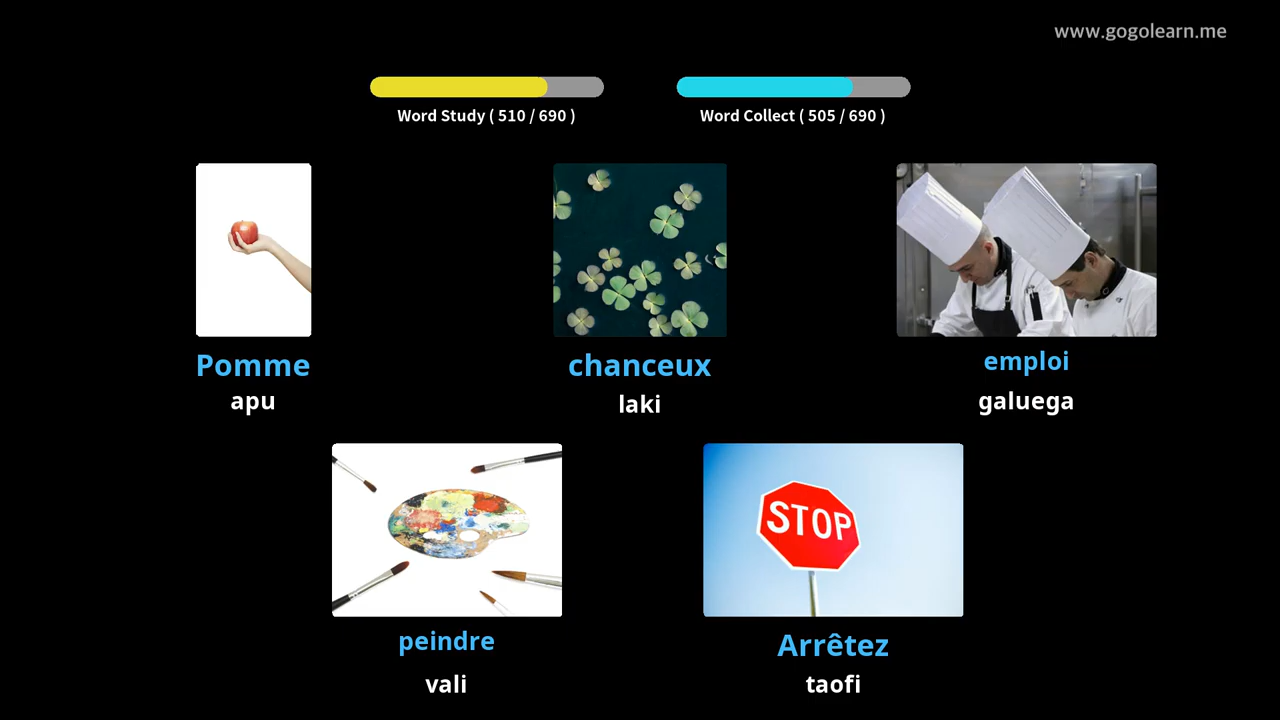 www.gogolearn.me
Word Study ( 510 / 690 )
Word Collect ( 505 / 690 )
Pomme
apu
chanceux
laki
emploi
galuega
STOP
peindre
vali
Arrêtez
taofi